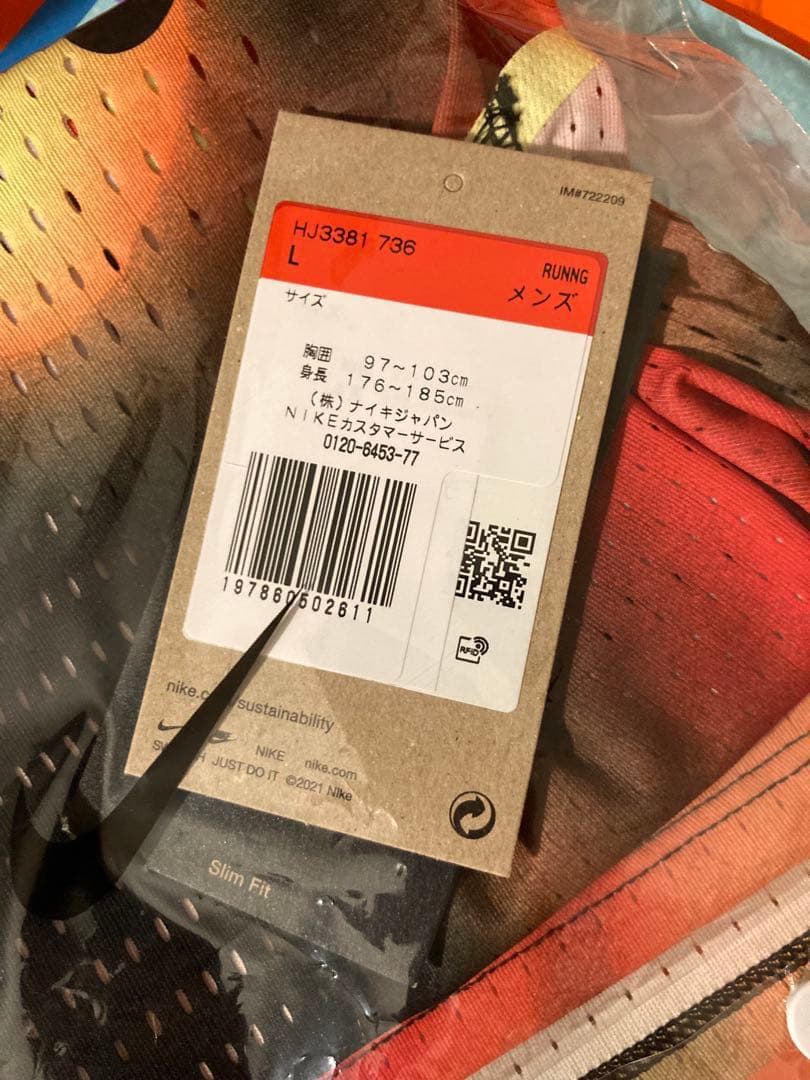 IM#722209
HJ3381 736
L
RUNNG
メンズ
サイズ
胸囲 97~103cm
身長 176~185cm
(株)ナイキジャパン
NIKEカスタマーサービス
0120-6453-77
197860502611
RFID
/sustainability
NIKE nike.com
JUST DO IT ©2021 Nike
Slim Fit